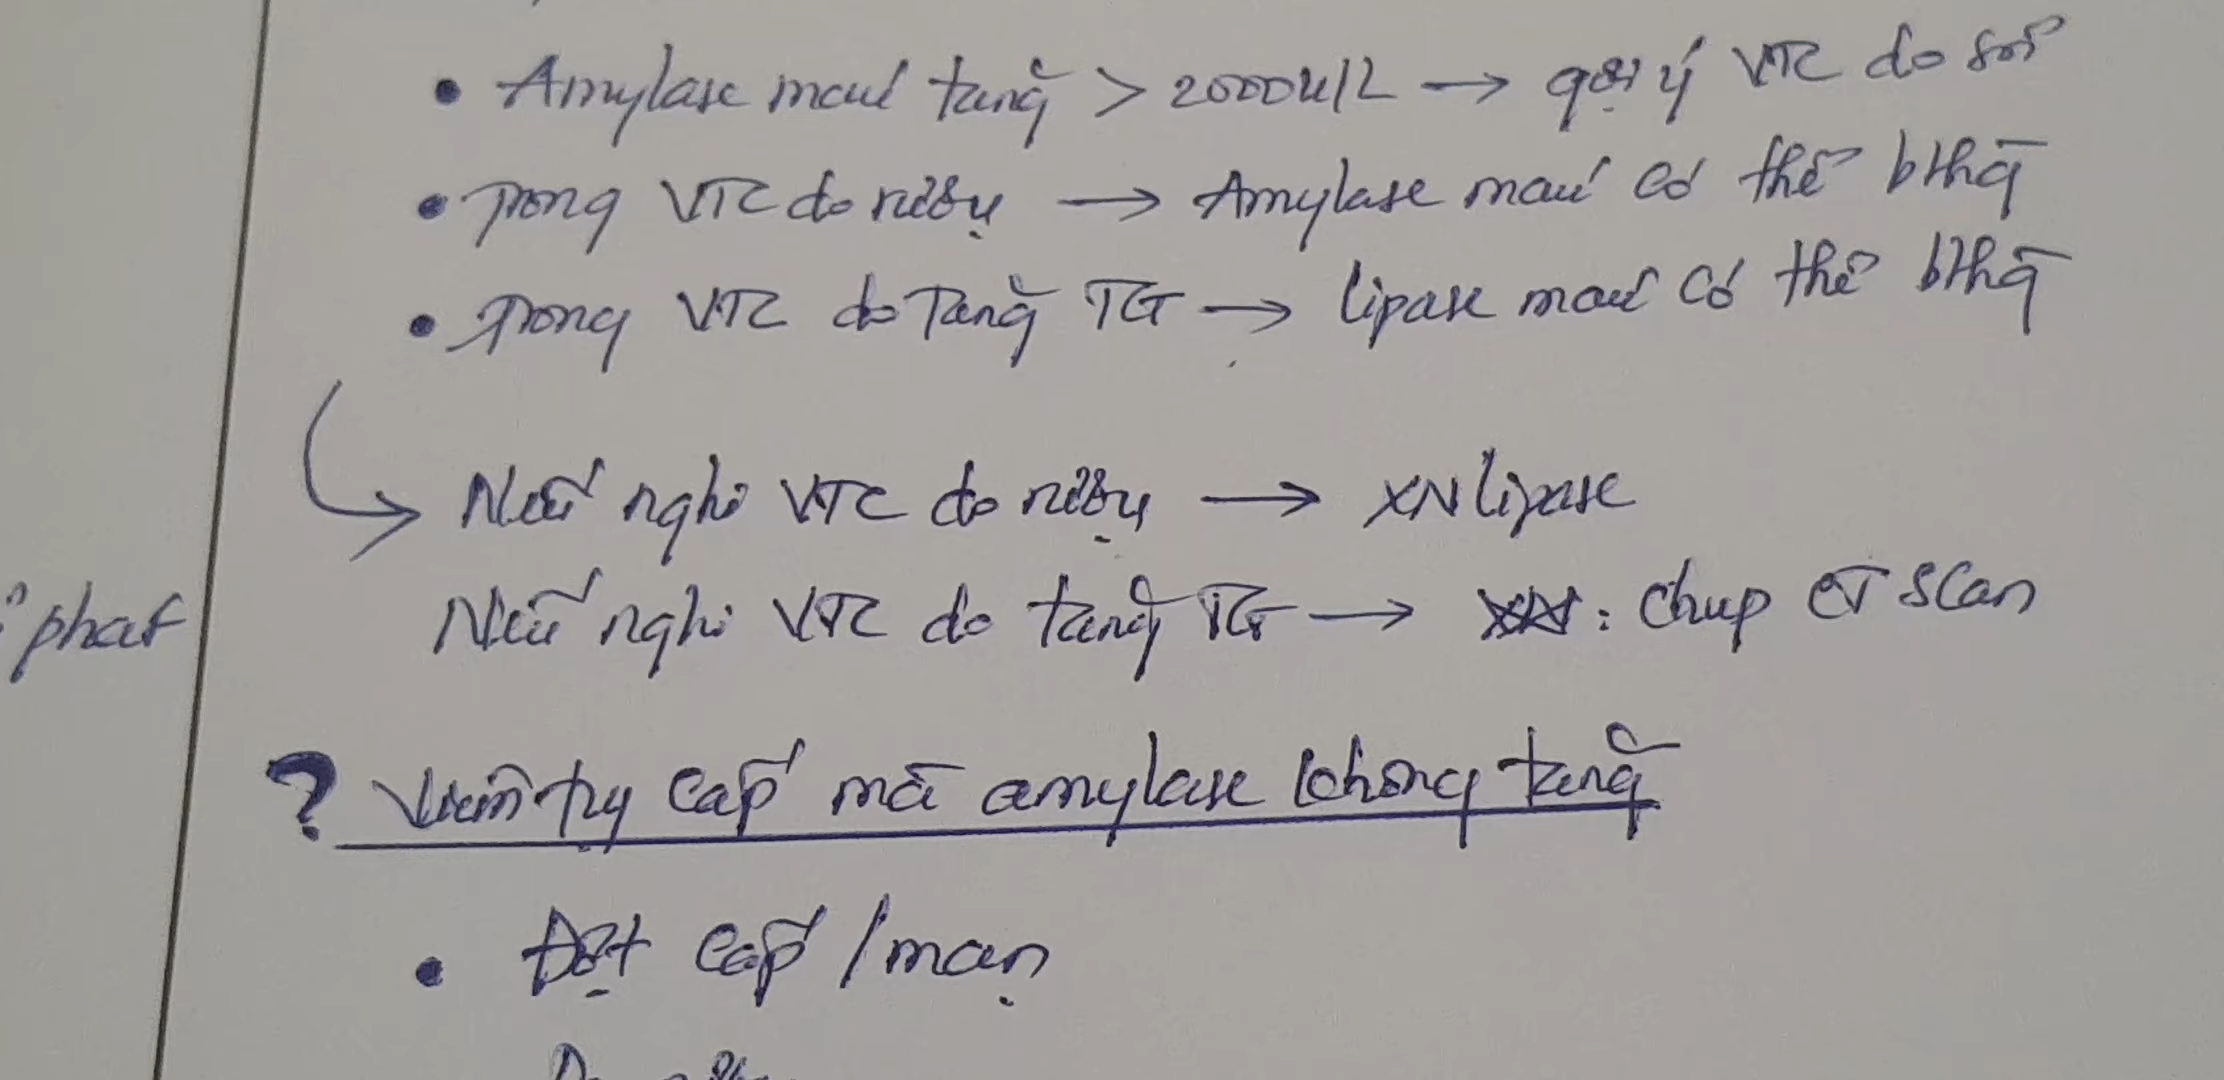 • Amylase máu tăng > 2000U/L → gợi ý VTC do sỏi
• Trong VTC do rượu → Amylase máu có thể bthg
• Trong VTC do Tăng TG → lipase máu có thể bthg
Nếu nghi VTC do rượu → XN lipase
Nếu nghi VTC do tăng TG → XN: Chụp CT Scan
phát
? Viêm tụy cấp mà amylase không tăng
• Đợt cấp / mạn